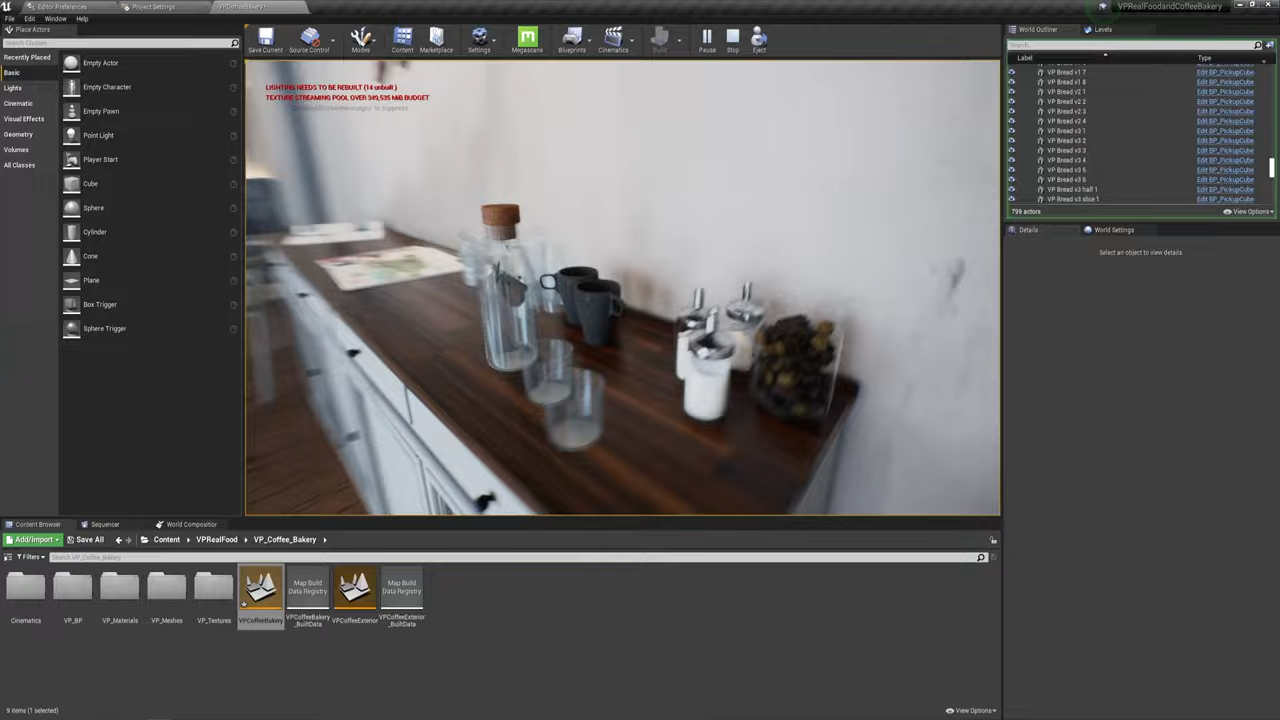 Editor Preferences
Project Settings
VPCoffeeBakery*
VPRealFoodandCoffeeBakery
File Edit Window Help
Place Actors
Search Classes
Recently Placed
Basic
Lights
Cinematic
Visual Effects
Geometry
Volumes
All Classes
Empty Actor
Empty Character
Empty Pawn
Point Light
Player Start
Cube
Sphere
Cylinder
Cone
Plane
Box Trigger
Sphere Trigger
Save Current
Source Control
Modes
Content
Marketplace
Settings
Megascans
Blueprints
Cinematics
Build
Pause
Stop
Eject
LIGHTING NEEDS TO BE REBUILT (14 unbuilt)
TEXTURE STREAMING POOL OVER 349,535 MiB BUDGET
World Outliner
Levels
Search...
Label Type
VP Bread v1 7 Edit BP_PickupCube
VP Bread v1 8 Edit BP_PickupCube
VP Bread v2 1 Edit BP_PickupCube
VP Bread v2 2 Edit BP_PickupCube
VP Bread v2 3 Edit BP_PickupCube
VP Bread v2 4 Edit BP_PickupCube
VP Bread v3 1 Edit BP_PickupCube
VP Bread v3 2 Edit BP_PickupCube
VP Bread v3 3 Edit BP_PickupCube
VP Bread v3 4 Edit BP_PickupCube
VP Bread v3 5 Edit BP_PickupCube
VP Bread v3 6 Edit BP_PickupCube
VP Bread v3 half 1 Edit BP_PickupCube
VP Bread v3 slice 1 Edit BP_PickupCube
799 actors
View Options
Details
World Settings
Select an object to view details
Content Browser
Sequencer
World Composition
Add/Import
Save All
Content
VPRealFood
VP_Coffee_Bakery
Filters
Search VP_Coffee_Bakery
Cinematics
VP_BP
VP_Materials
VP_Meshes
VP_Textures
VPCoffeeBakery
Map Build
Data Registry
VPCoffeeBakery
_BuiltData
VPCoffeeExterior
Map Build
Data Registry
VPCoffeeExterior
_BuiltData
9 items (1 selected)
View Options